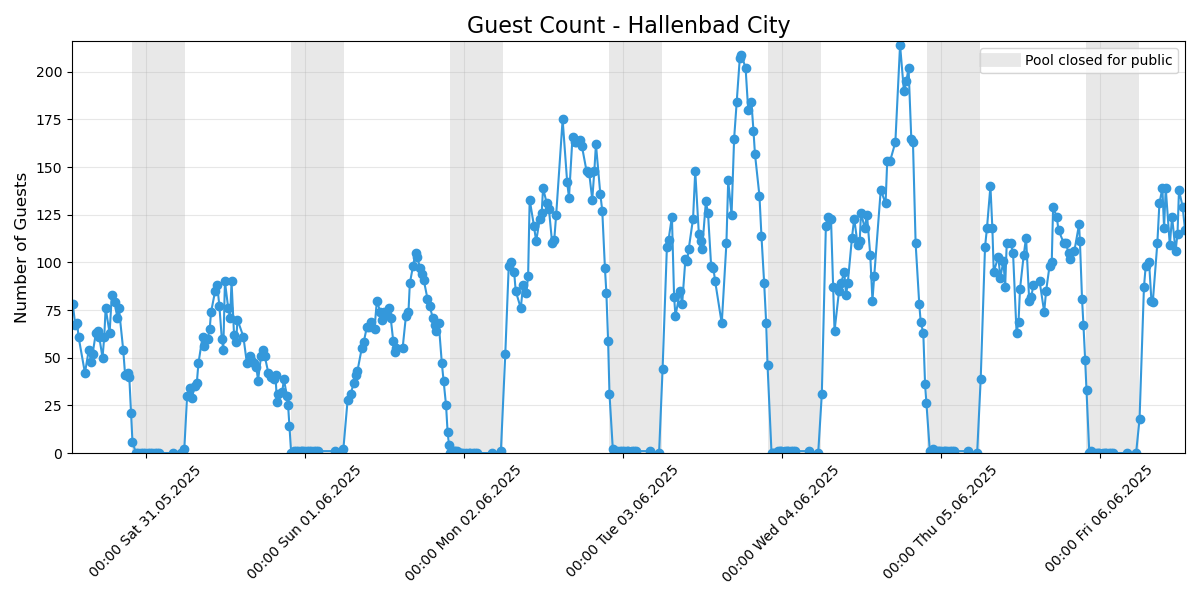 Guest Count - Hallenbad City
Pool closed for public
Number of Guests
200
175
150
125
100
75
50
25
0
00:00 Sat 31.05.2025
00:00 Sun 01.06.2025
00:00 Mon 02.06.2025
00:00 Tue 03.06.2025
00:00 Wed 04.06.2025
00:00 Thu 05.06.2025
00:00 Fri 06.06.2025